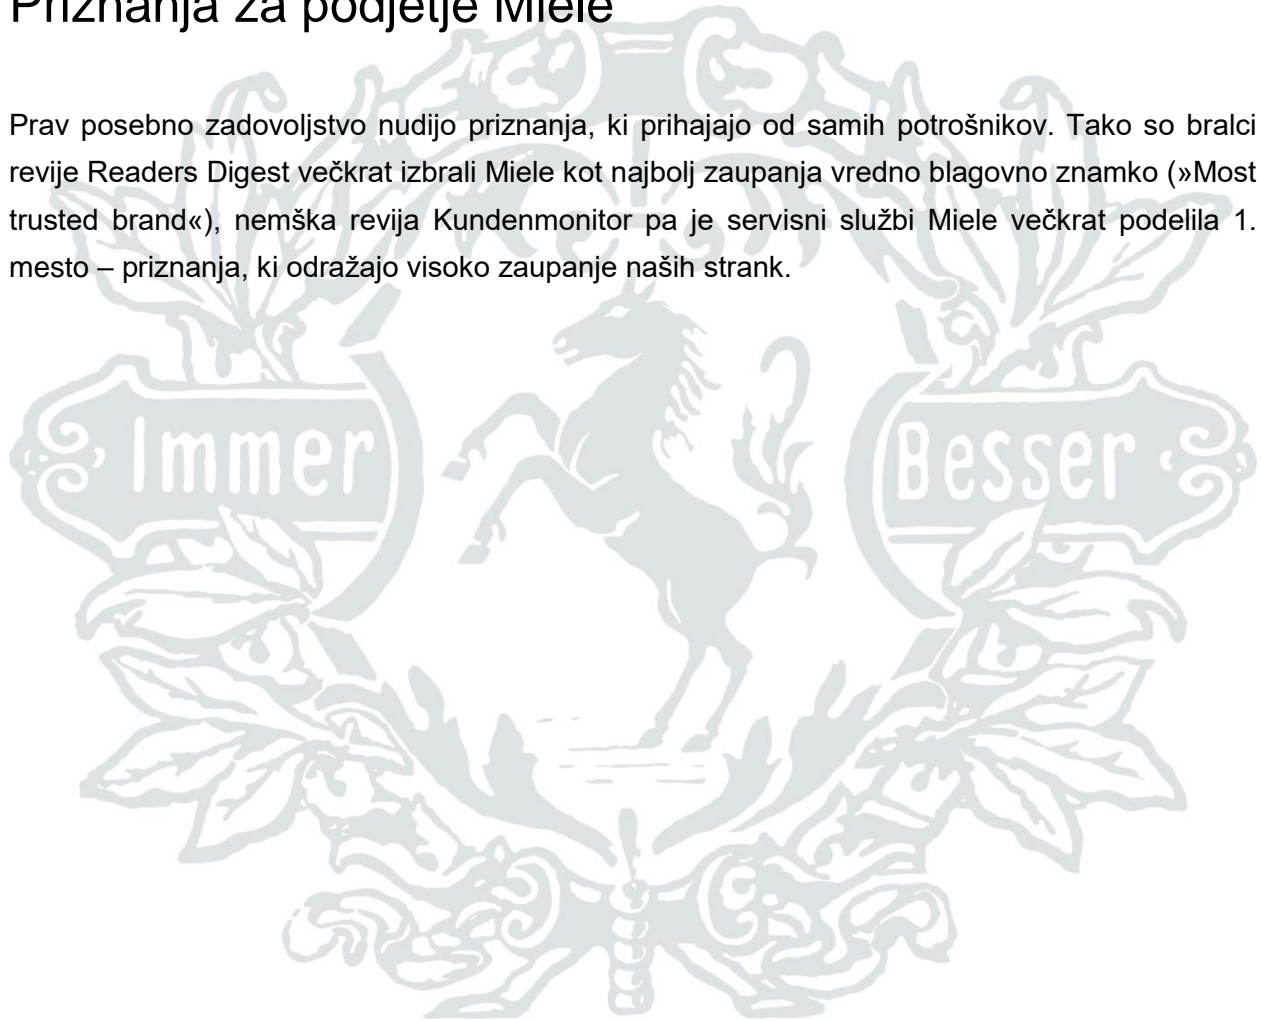 Priznanja za podjetje Miele
Prav posebno zadovoljstvo nudijo priznanja, ki prihajajo od samih potrošnikov. Tako so bralci
revije Readers Digest večkrat izbrali Miele kot najbolj zaupanja vredno blagovno znamko (»Most
trusted brand«), nemška revija Kundenmonitor pa je servisni službi Miele večkrat podelila 1.
mesto – priznanja, ki odražajo visoko zaupanje naših strank.
Immer
Besser